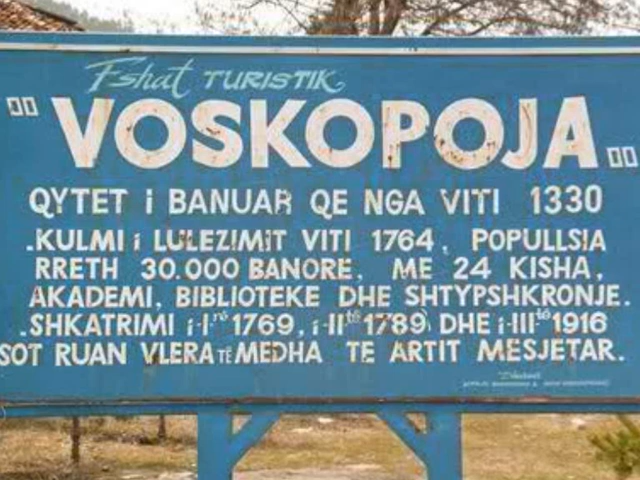 Fshat TURISTIK
"VOSKOPOJA"
QYTET i BANUAR QE NGA VITI 1330
.KULMI i LULEZIMIT VITI 1764, POPULLSIA
RRETH 30.000 BANORE, ME 24 KISHA,
AKADEMI, BIBLIOTEKE DHE SHTYPSHKRONJE.
.SHKATRIMI i-I rë 1769, i-II të 1789 DHE i-III të 1916
SOT RUAN VLERA TË MEDHA TE ARTIT MESJETAR.